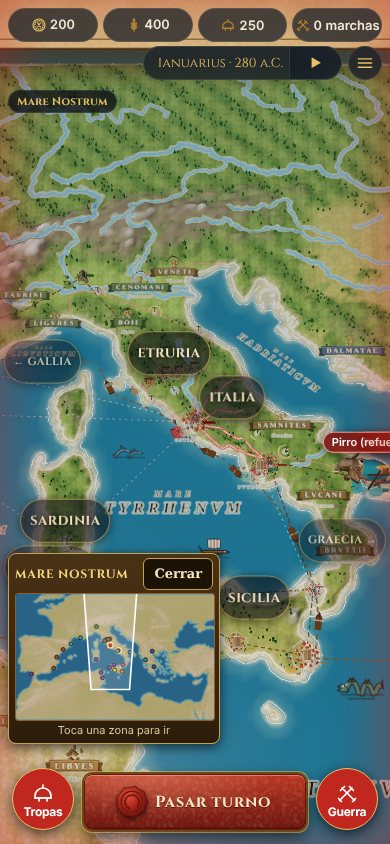 200
400
250
0 marchas
IANUARIUS · 280 A.C.
MARE NOSTRUM
VENETI
CENOMANI
TAVRINI
LIGVRES
BOII
← GALLIA
ETRURIA
MARE
HADRIATICVM
DALMATAE
ITALIA
SAMNITES
Pirro (refue
LVCANI
MARE
TYRRHENVM
SARDINIA
GRAECIA →
BRVTTII
SICILIA
MARE NOSTRUM
Cerrar
Toca una zona para ir
LIBYES
Tropas
PASAR TURNO
Guerra